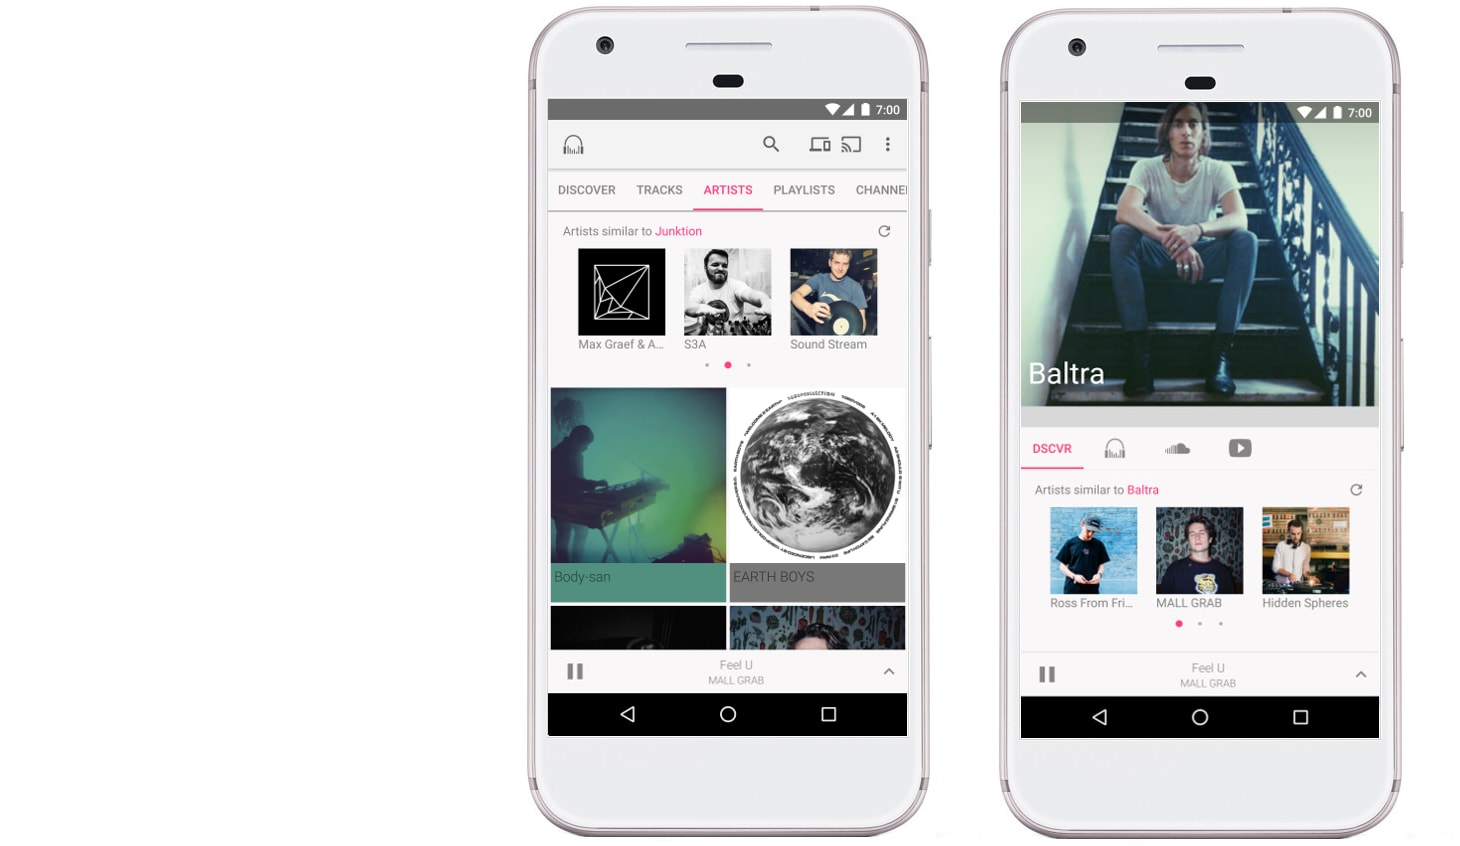 7:00
DISCOVER TRACKS ARTISTS PLAYLISTS CHANNE
Artists similar to Junktion
Max Graef & A... S3A Sound Stream
Body-san EARTH BOYS
Feel U
MALL GRAB
7:00
Baltra
DSCVR
Artists similar to Baltra
Ross From Fri... MALL GRAB Hidden Spheres
Feel U
MALL GRAB